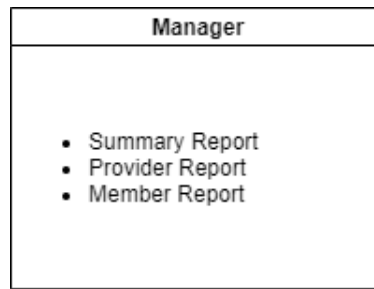 Manager
• Summary Report
• Provider Report
• Member Report